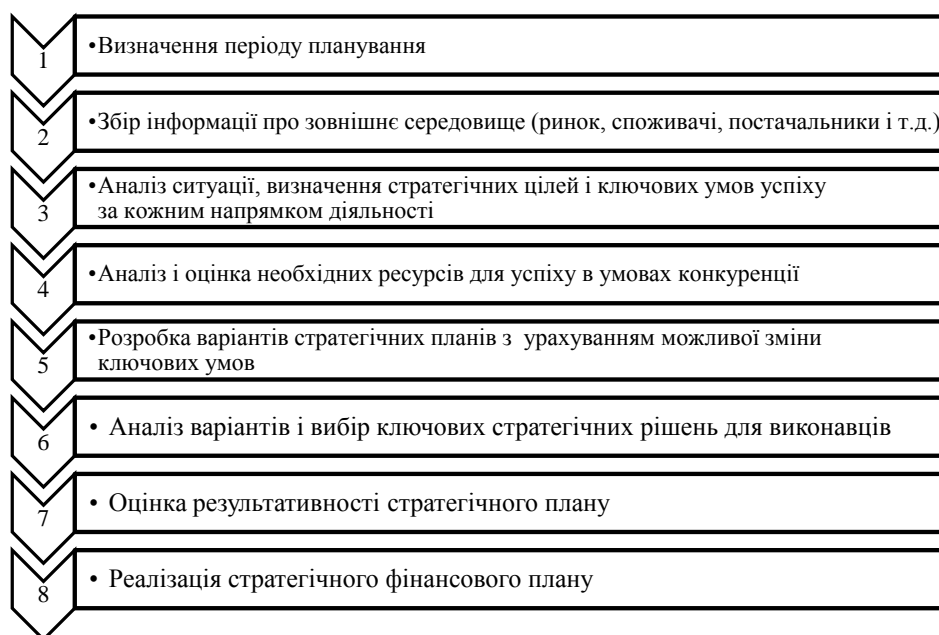 1
•Визначення періоду планування
2
•Збір інформації про зовнішнє середовище (ринок, споживачі, постачальники і т.д.)
3
•Аналіз ситуації, визначення стратегічних цілей і ключових умов успіху
за кожним напрямком діяльності
4
•Аналіз і оцінка необхідних ресурсів для успіху в умовах конкуренції
5
•Розробка варіантів стратегічних планів з урахуванням можливої зміни
ключових умов
6
• Аналіз варіантів і вибір ключових стратегічних рішень для виконавців
7
• Оцінка результативності стратегічного плану
8
• Реалізація стратегічного фінансового плану